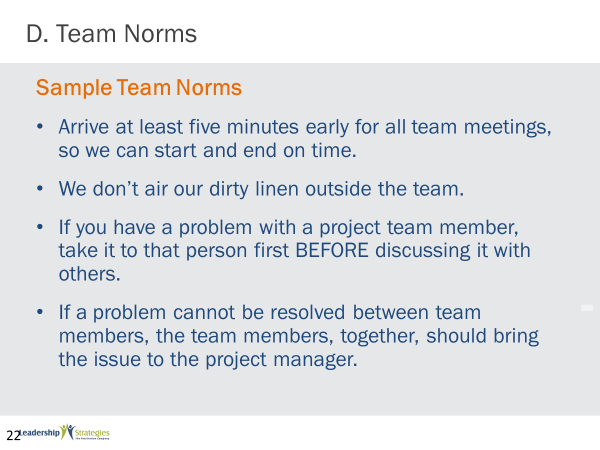 D. Team Norms
Sample Team Norms
• Arrive at least five minutes early for all team meetings,
so we can start and end on time.
• We don’t air our dirty linen outside the team.
• If you have a problem with a project team member,
take it to that person first BEFORE discussing it with
others.
• If a problem cannot be resolved between team
members, the team members, together, should bring
the issue to the project manager.
22
Leadership Strategies
The Facilitation Company